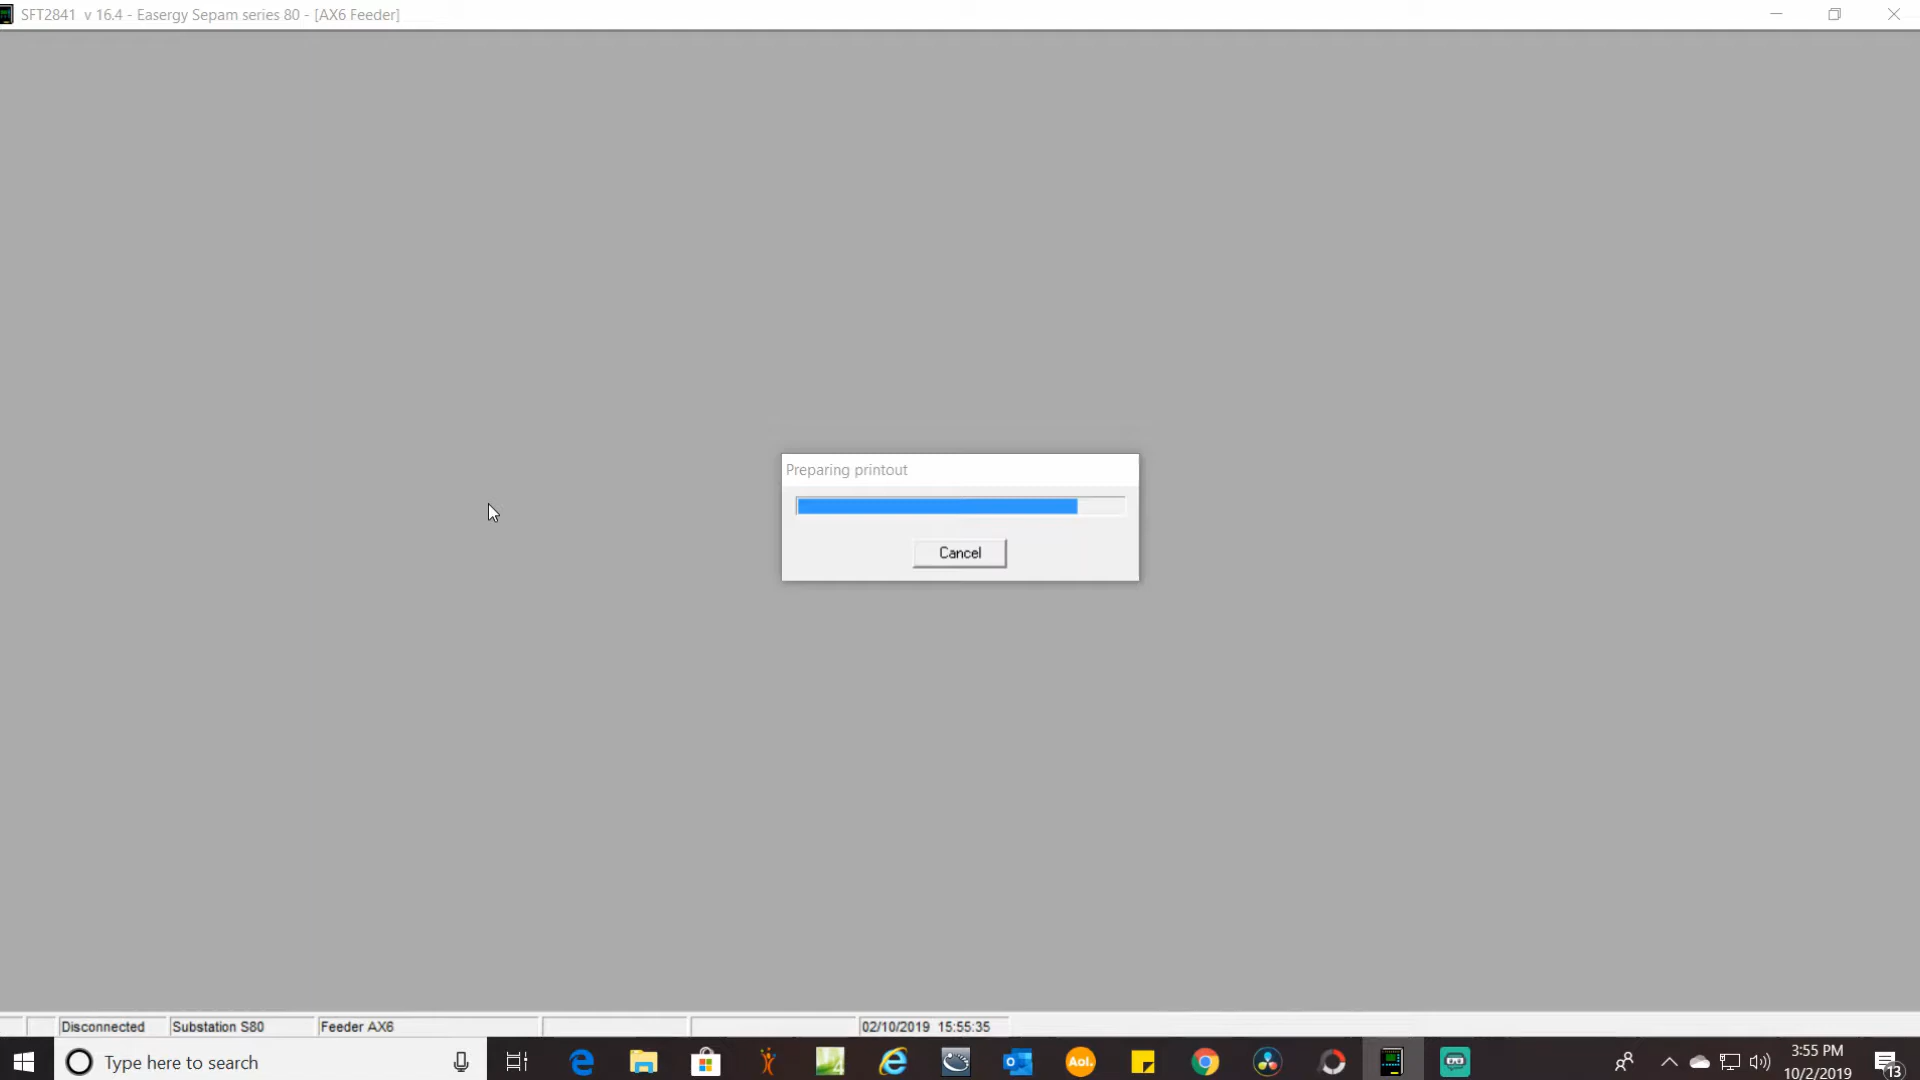 SFT2841 v 16.4 - Easergy Sepam series 80 - [AX6 Feeder]
Preparing printout
Cancel
Disconnected Substation S80 Feeder AX6 02/10/2019 15:55:35
Type here to search
Aol.
3:55 PM
10/2/2019
13